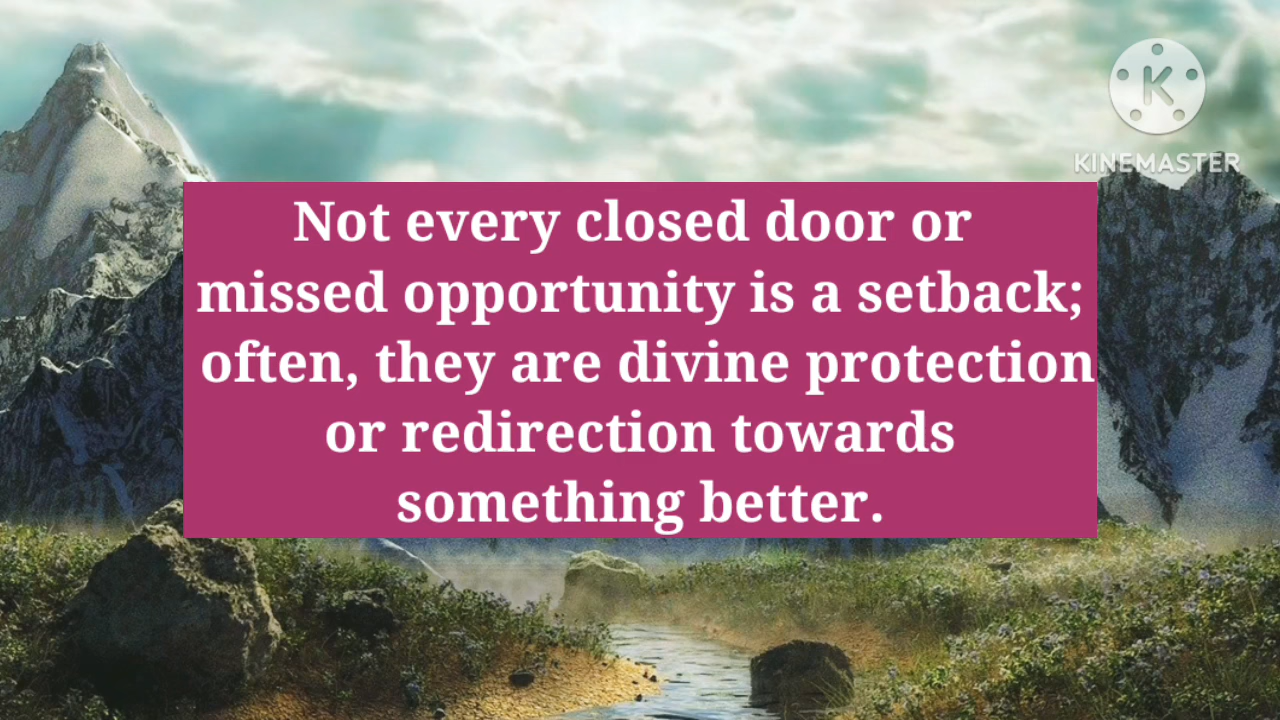 K
KINEMASTER
Not every closed door or
missed opportunity is a setback;
often, they are divine protection
or redirection towards
something better.